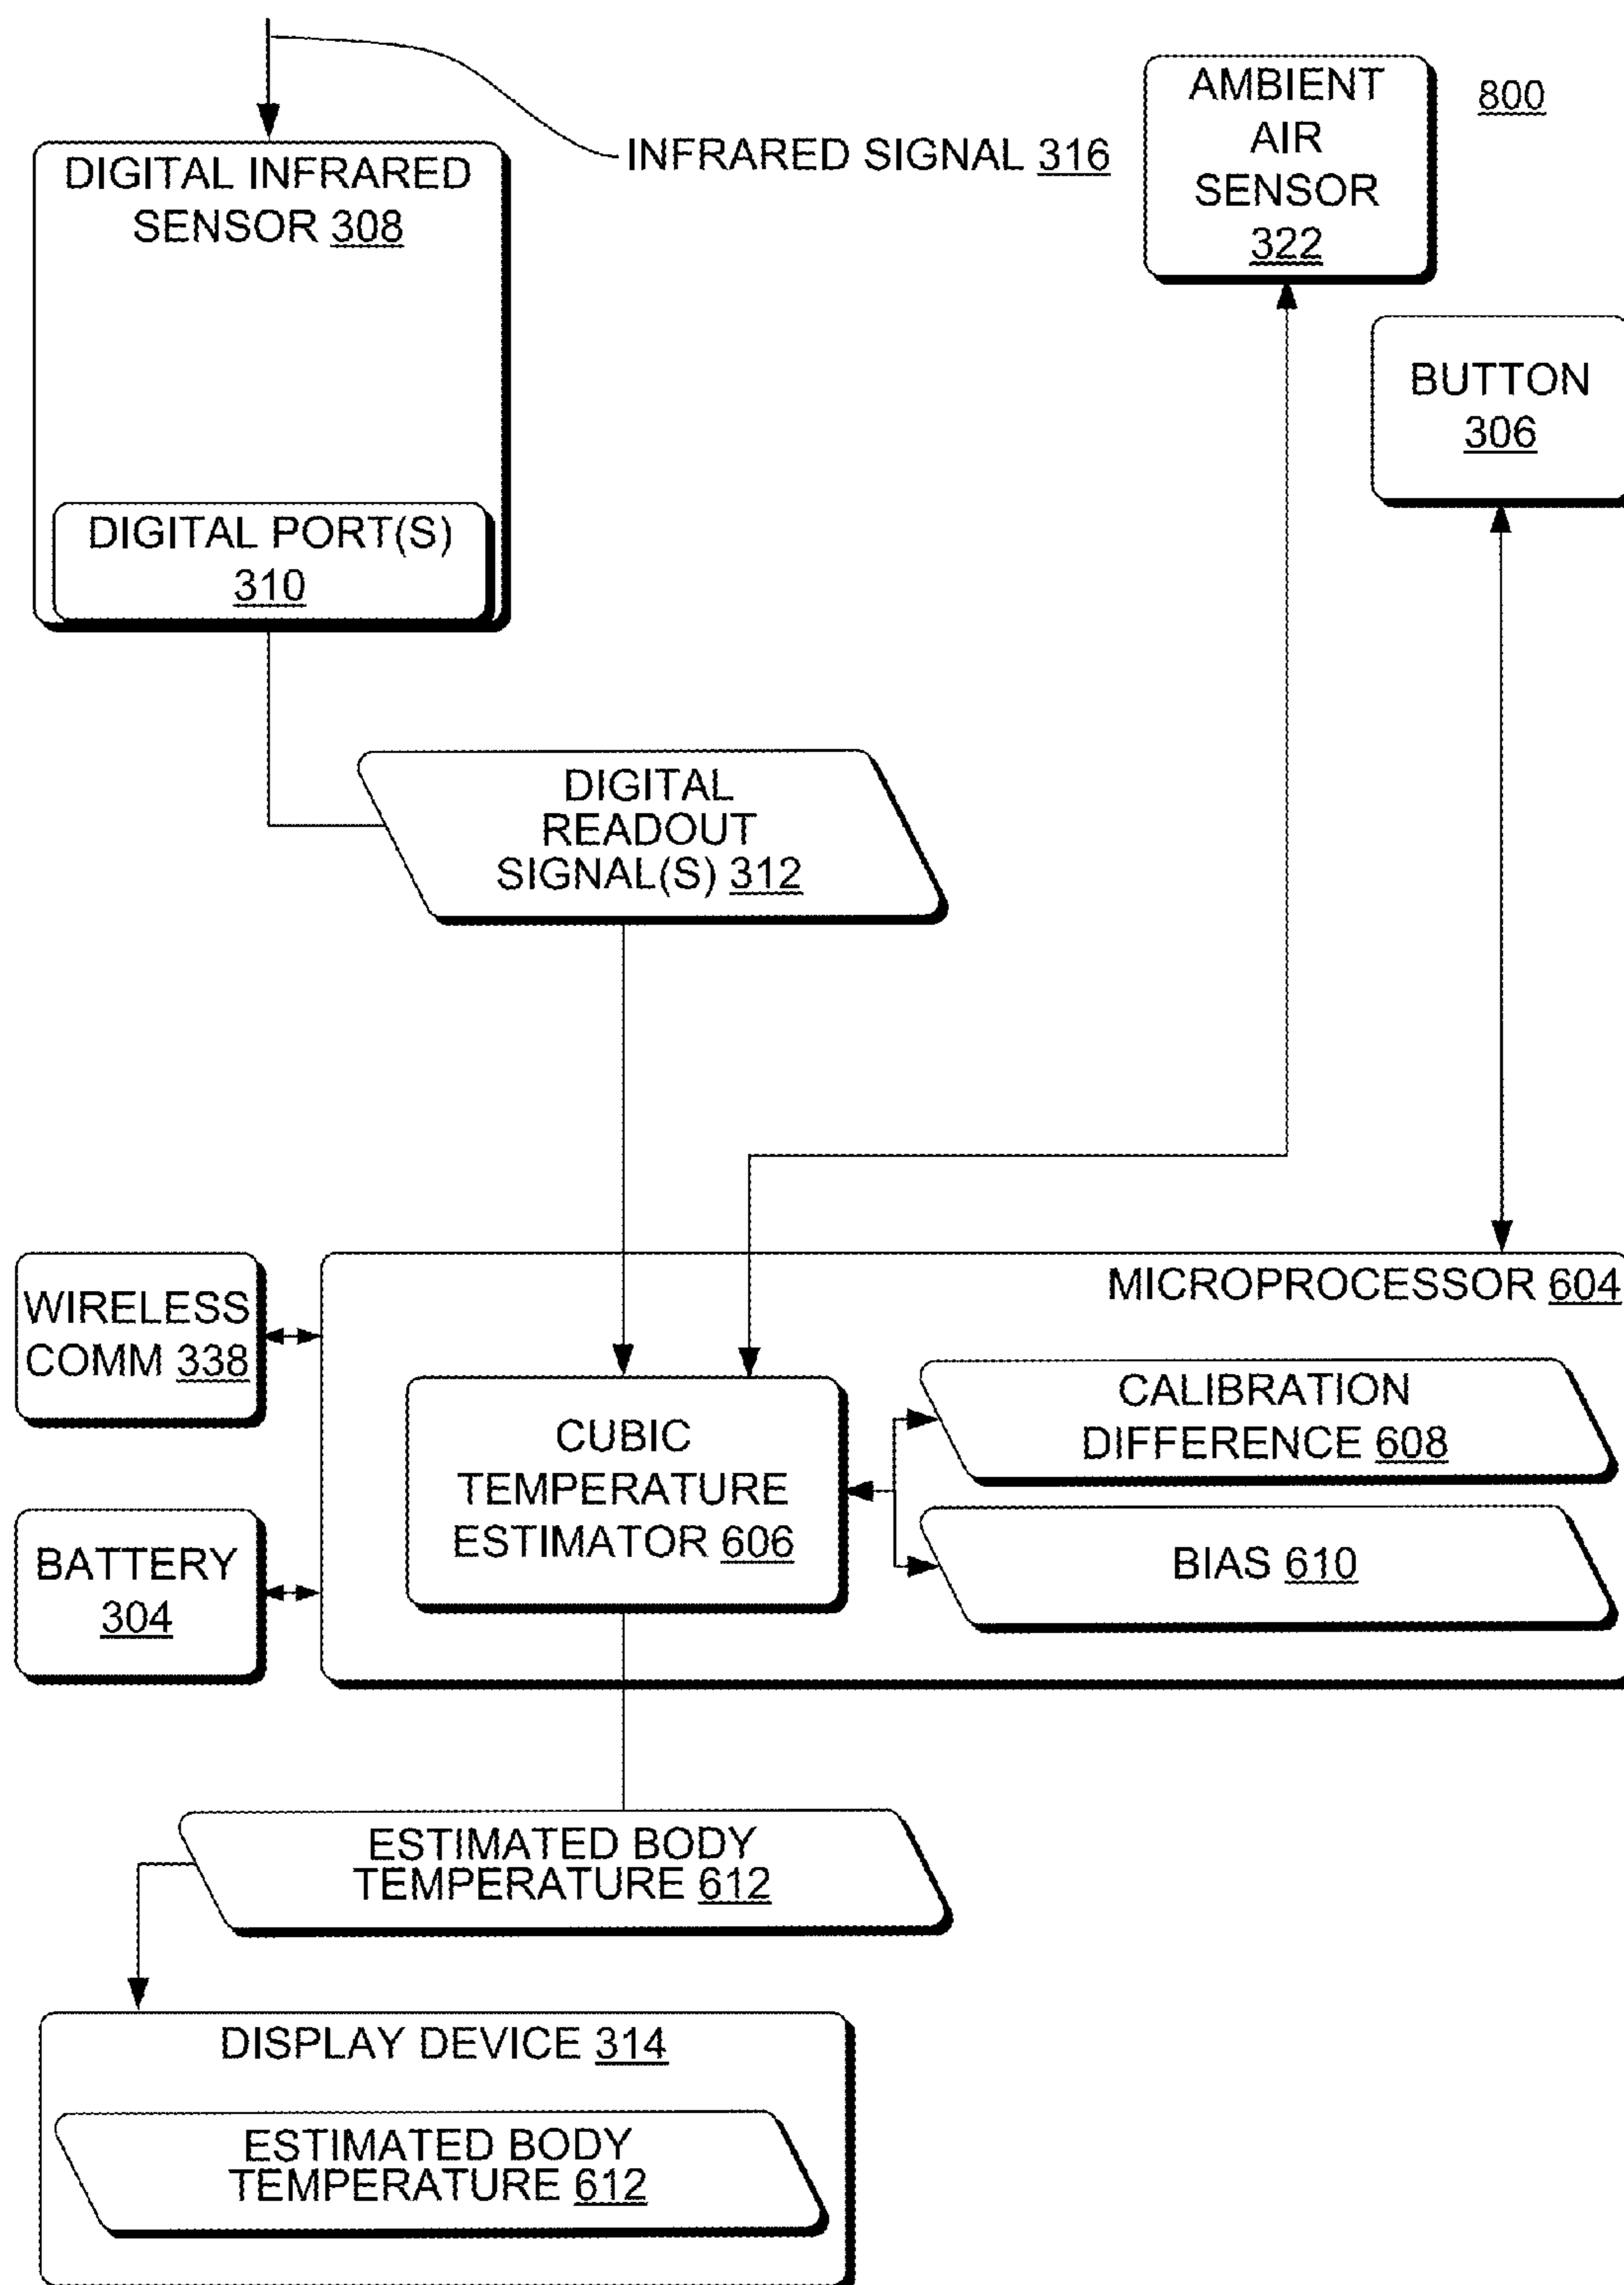 INFRARED SIGNAL 316
DIGITAL INFRARED
SENSOR 308
AMBIENT
AIR
SENSOR
322
800
BUTTON
306
DIGITAL PORT(S)
310
DIGITAL
READOUT
SIGNAL(S) 312
WIRELESS
COMM 338
MICROPROCESSOR 604
CUBIC
TEMPERATURE
ESTIMATOR 606
CALIBRATION
DIFFERENCE 608
BIAS 610
BATTERY
304
ESTIMATED BODY
TEMPERATURE 612
DISPLAY DEVICE 314
ESTIMATED BODY
TEMPERATURE 612